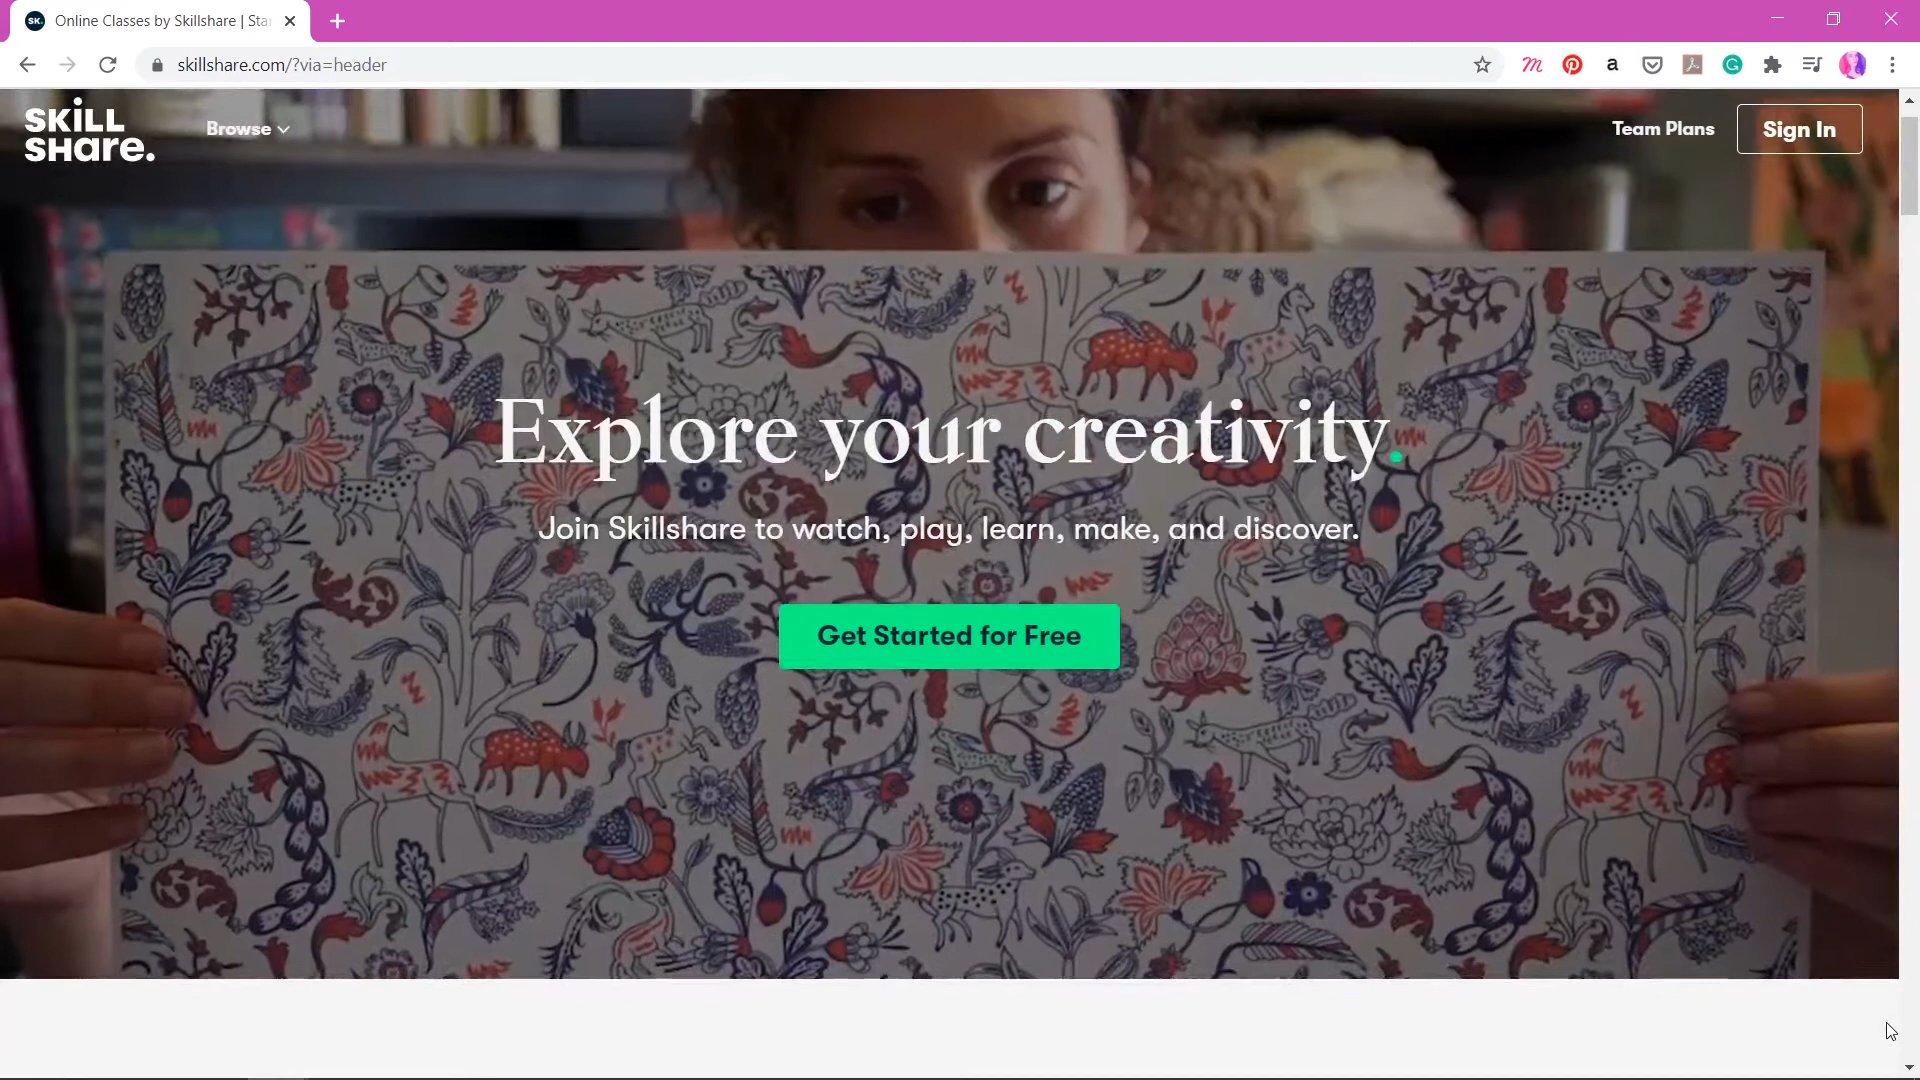 SK.
Online Classes by Skillshare | Sta
skillshare.com/?via=header
SKILL
SHare.
Browse
Team Plans
Sign In
Explore your creativity.
Join Skillshare to watch, play, learn, make, and discover.
Get Started for Free